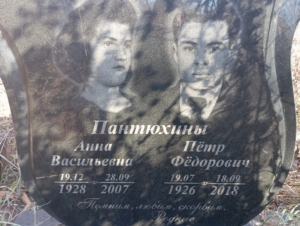 Пантюхины
Анна Пётр
Васильевна Фёдорович
19.12 28.09 19.07 18.09
1928 2007 1926 2018
Помним, любим, скорбим.
Родные